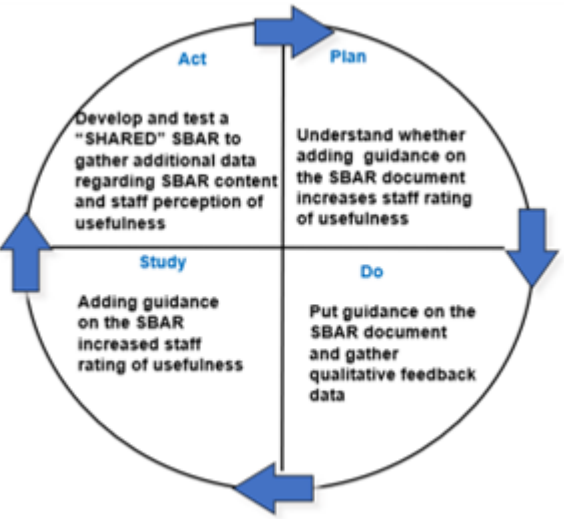 Act
Develop and test a
“SHARED” SBAR to
gather additional data
regarding SBAR content
and staff perception of
usefulness
Plan
Understand whether
adding guidance on
the SBAR document
increases staff rating
of usefulness
Study
Adding guidance
on the SBAR
increased staff
rating of usefulness
Do
Put guidance on the
SBAR document
and gather
qualitative feedback
data